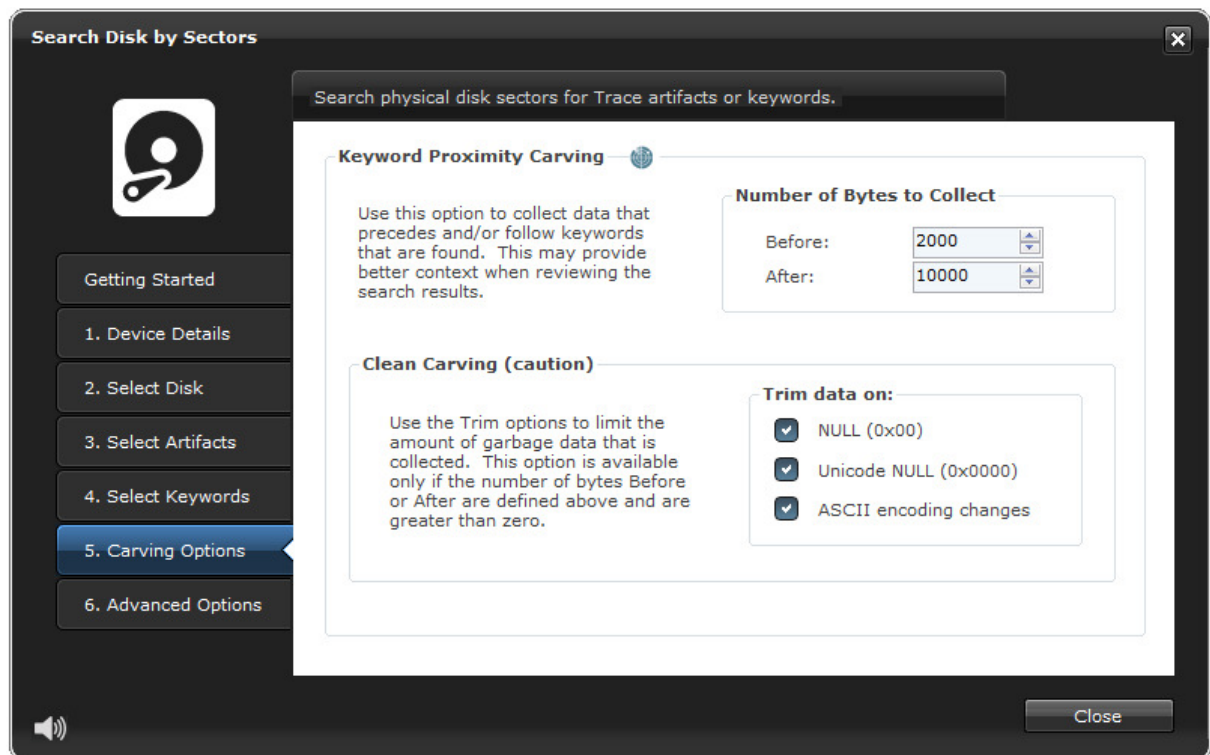 Search Disk by Sectors
Search physical disk sectors for Trace artifacts or keywords.
Getting Started
1. Device Details
2. Select Disk
3. Select Artifacts
4. Select Keywords
5. Carving Options
6. Advanced Options
Keyword Proximity Carving
Use this option to collect data that
precedes and/or follow keywords
that are found. This may provide
better context when reviewing the
search results.
Number of Bytes to Collect
Before: 2000
After: 10000
Clean Carving (caution)
Use the Trim options to limit the
amount of garbage data that is
collected. This option is available
only if the number of bytes Before
or After are defined above and are
greater than zero.
Trim data on:
NULL (0x00)
Unicode NULL (0x0000)
ASCII encoding changes
Close